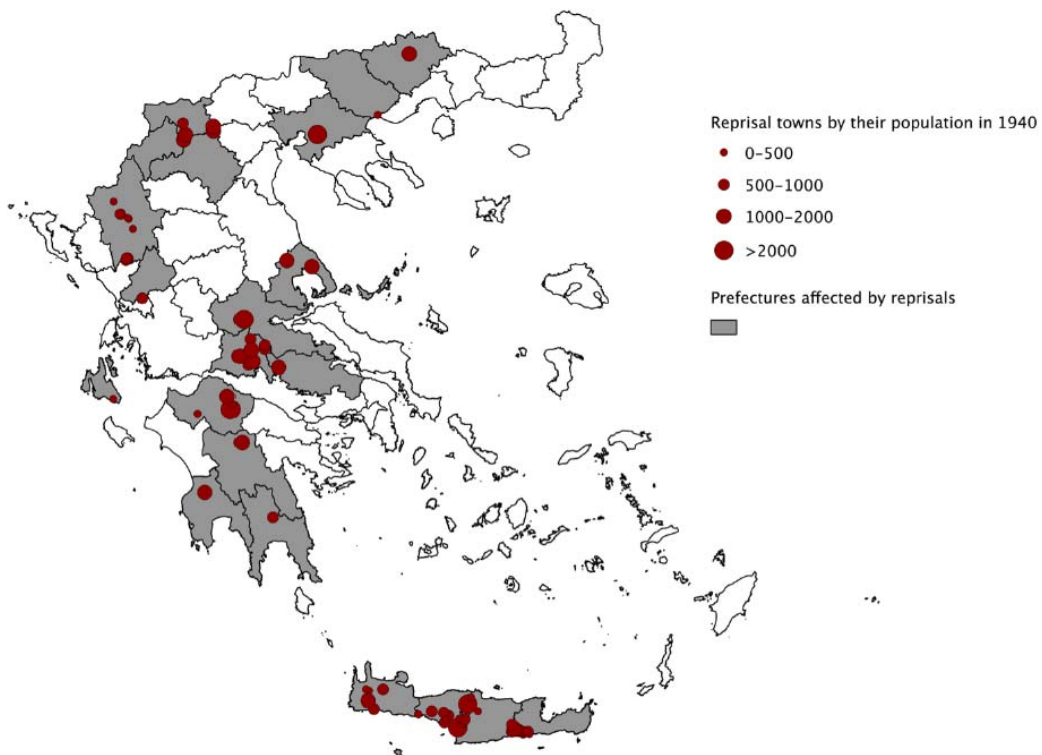 Reprisal towns by their population in 1940
0–500
500–1000
1000–2000
>2000
Prefectures affected by reprisals